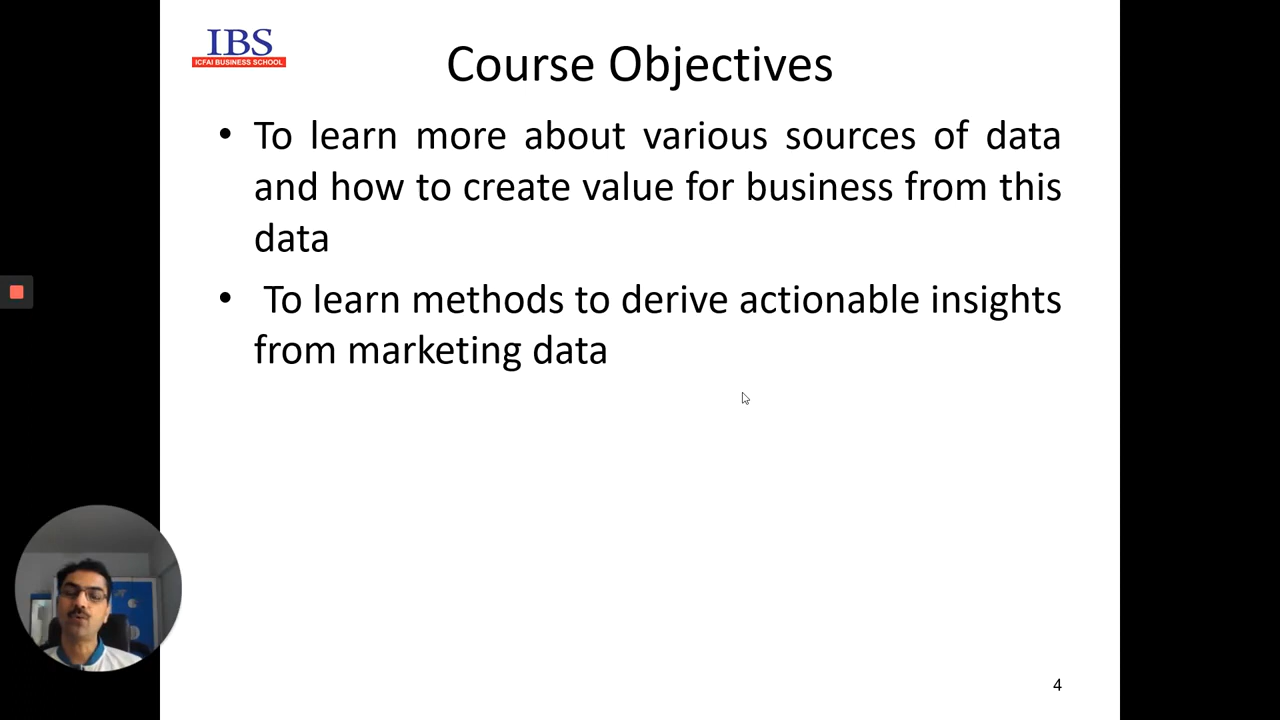 IBS
ICFAI BUSINESS SCHOOL
Course Objectives
• To learn more about various sources of data
and how to create value for business from this
data
• To learn methods to derive actionable insights
from marketing data
4